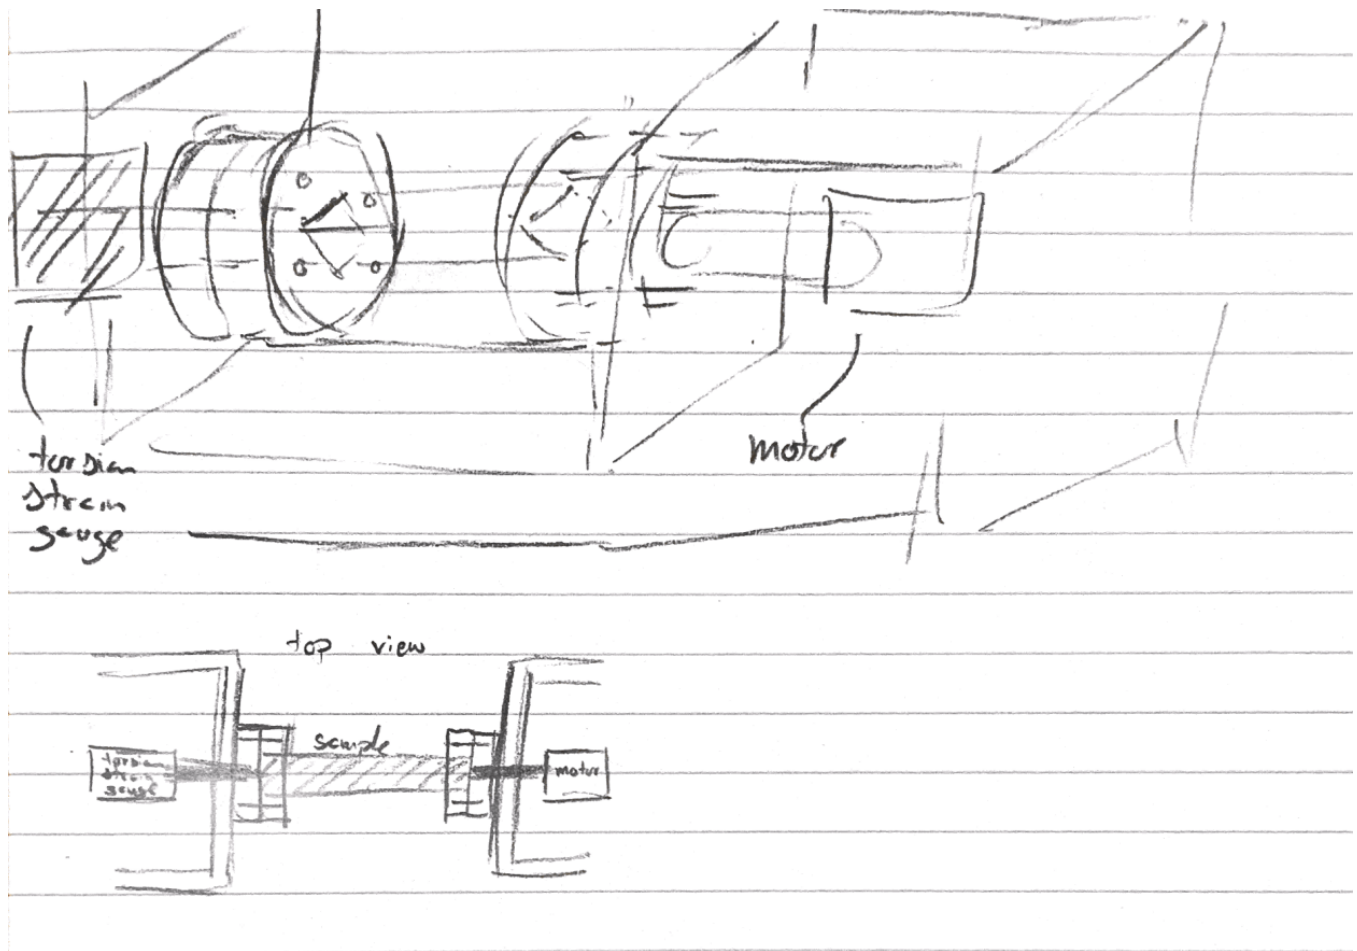 torsion
strain
gauge
motor
top view
sample
torsion
strain
gauge
motor